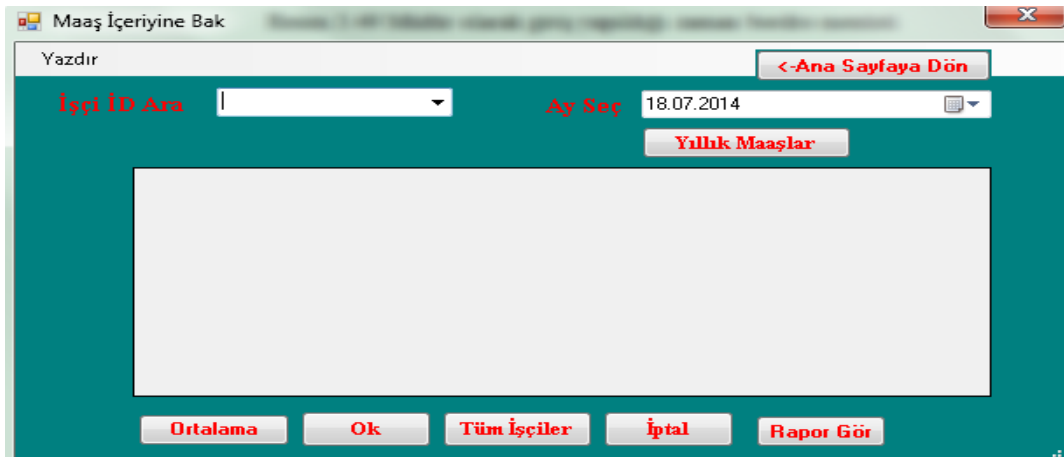 Maaş İçeriyine Bak
Yazdır
<-Ana Sayfaya Dön
İşçi İD Ara
Ay Seç 18.07.2014
Yıllık Maaşlar
Ortalama Ok Tüm İşçiler İptal Rapor Gör